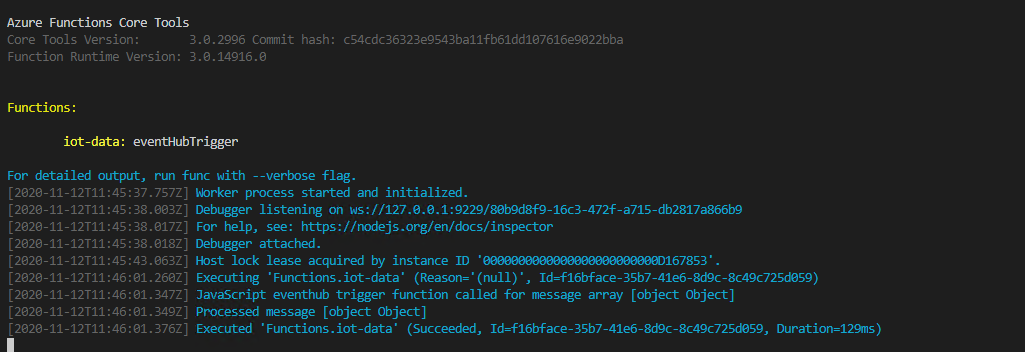 Azure Functions Core Tools
Core Tools Version:       3.0.2996 Commit hash: c54cdc36323e9543ba11fb61dd107616e9022bba
Function Runtime Version: 3.0.14916.0
Functions:
iot-data: eventHubTrigger
For detailed output, run func with --verbose flag.
[2020-11-12T11:45:37.757Z] Worker process started and initialized.
[2020-11-12T11:45:38.003Z] Debugger listening on ws://127.0.0.1:9229/80b9d8f9-16c3-472f-a715-db2817a866b9
[2020-11-12T11:45:38.017Z] For help, see: https://nodejs.org/en/docs/inspector
[2020-11-12T11:45:38.018Z] Debugger attached.
[2020-11-12T11:45:43.063Z] Host lock lease acquired by instance ID '000000000000000000000000D167853'.
[2020-11-12T11:46:01.260Z] Executing 'Functions.iot-data' (Reason='(null)', Id=f16bface-35b7-41e6-8d9c-8c49c725d059)
[2020-11-12T11:46:01.347Z] JavaScript eventhub trigger function called for message array [object Object]
[2020-11-12T11:46:01.349Z] Processed message [object Object]
[2020-11-12T11:46:01.376Z] Executed 'Functions.iot-data' (Succeeded, Id=f16bface-35b7-41e6-8d9c-8c49c725d059, Duration=129ms)